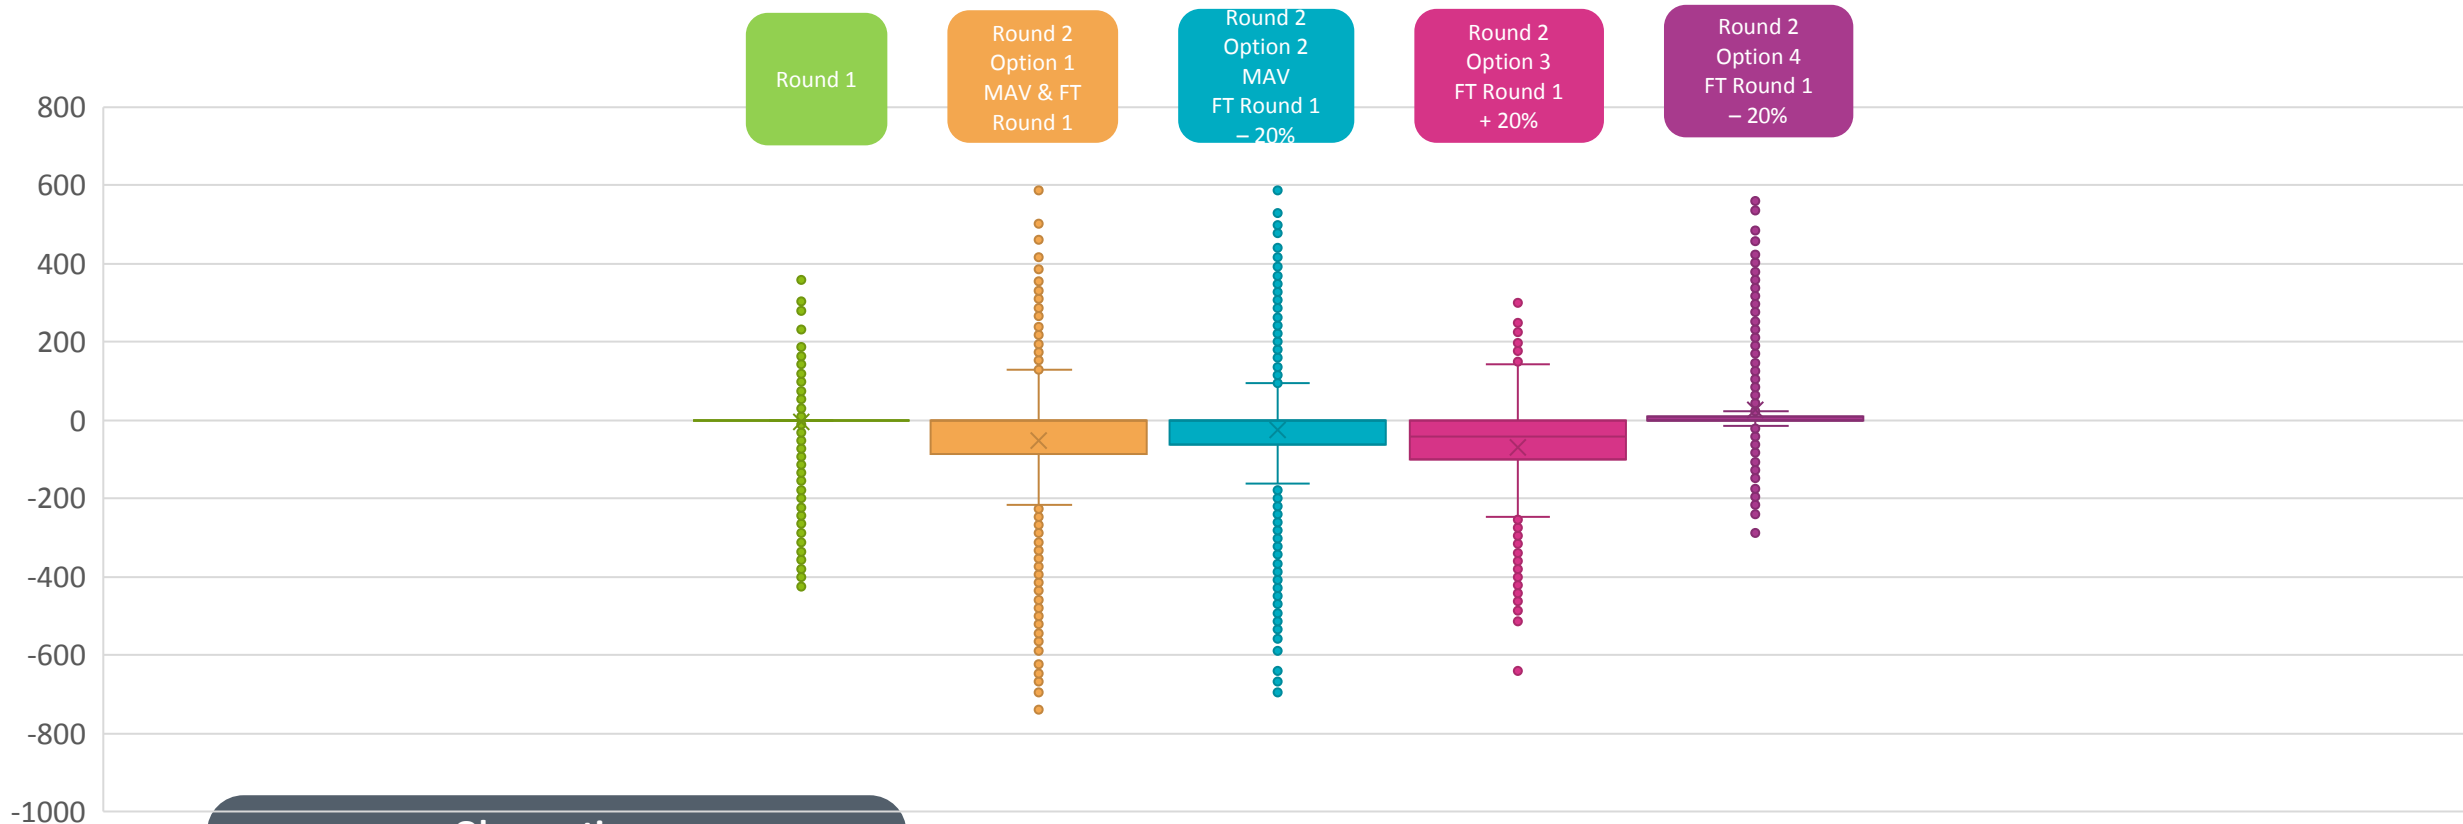 Round 1
Round 2
Option 1
MAV & FT
Round 1
Round 2
Option 2
MAV
FT Round 1
– 20%
Round 2
Option 3
FT Round 1
+ 20%
Round 2
Option 4
FT Round 1
– 20%
800
600
400
200
0
-200
-400
-600
-800
-1000